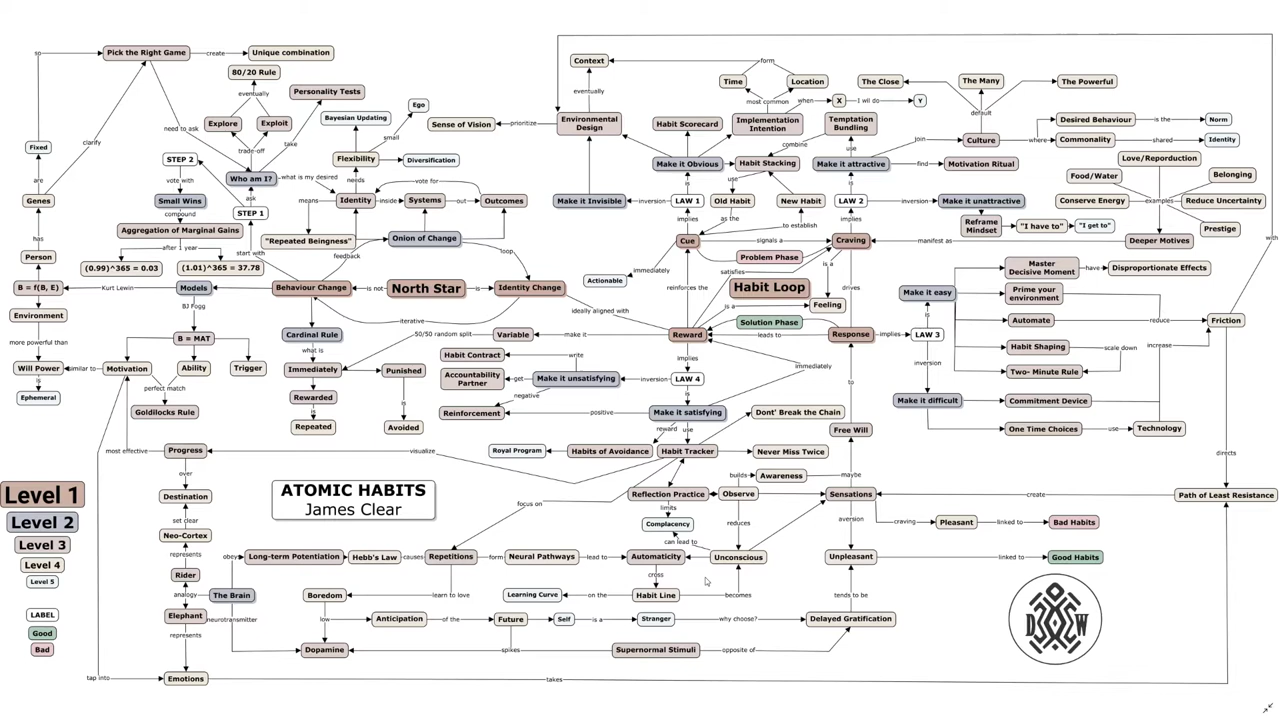 so
Pick the Right Game
create
Unique combination
80/20 Rule
eventually
Personality Tests
Explore
Exploit
trade-off
take
need to ask
clarify
Fixed
are
Genes
has
Person
STEP 2
vote with
Small Wins
compound
Who am I?
what is my desired
ask
STEP 1
start with
Aggregation of Marginal Gains
after 1 year
(0.99)^365 = 0.03
(1.01)^365 = 37.78
Bayesian Updating
Ego
small
Flexibility
Diversification
needs
vote for
means
Identity
inside
Systems
out
Outcomes
"Repeated Beingness"
Onion of Change
feedback
loop
B = f(B, E)
Kurt Lewin
Models
Behaviour Change
is not
North Star
is
Identity Change
iterative
ideally aligned with
Environment
more powerful than
Will Power
similar to
Motivation
is
Ephemeral
BJ Fogg
B = MAT
Ability
Trigger
perfect match
Goldilocks Rule
Cardinal Rule
what is
50/50 random split
Variable
make it
Immediately
Punished
Rewarded
is
is
Repeated
Avoided
Context
eventually
form
Time
Location
most common
when
X
I wil do
Y
Sense of Vision
prioritize
Environmental
Design
Habit Scorecard
Implementation
Intention
Temptation
Bundling
combine
use
The Close
The Many
The Powerful
default
join
Culture
where
Desired Behaviour
are
Norm
Commonality
shared
Identity
Make it Obvious
Habit Stacking
Make it attractive
find
Motivation Ritual
is
use
is
Make it Invisible
inversion
LAW 1
Old Habit
New Habit
LAW 2
inversion
Make it unattractive
implies
as the
to establish
implies
Reframe
Mindset
"I have to"
"I get to"
Love/Reporduction
Food/Water
Belonging
Conserve Energy
examples
Reduce Uncertainty
Prestige
Deeper Motives
Cue
signals a
Craving
manifest as
with
immediately
Actionable
Problem Phase
satisfies
is a
drives
reinforces the
Habit Loop
is a
Feeling
Solution Phase
Reward
leads to
Response
implies
LAW 3
is
Make it easy
inversion
Make it difficult
Master
Decisive Moment
have
Disproportionate Effects
Prime your
environment
Automate
reduce
Friction
Habit Shaping
scale down
increase
Two- Minute Rule
Commitment Device
One Time Choices
use
Technology
Habit Contract
write
Accountability
Partner
get
Make it unsatisfying
inversion
LAW 4
implies
is
immediately
to
negative
Reinforcement
positive
Make it satisfying
Dont' Break the Chain
reward
use
Royal Program
Habits of Avoidance
Habit Tracker
Never Miss Twice
Free Will
directs
most effective
Progress
visualize
over
Destination
set clear
Neo-Cortex
represents
Rider
analogy
Elephant
represents
Emotions
tap into
takes
ATOMIC HABITS
James Clear
builds
Awareness
maybe
Reflection Practice
Observe
Sensations
create
Path of Least Resistance
limits
focus on
Complacency
reduces
aversion
craving
Pleasant
linked to
Bad Habits
can lead to
obey
Long-term Potentiation
Hebb's Law
causes
Repetitions
form
Neural Pathways
lead to
Automaticity
Unconscious
Unpleasant
linked to
Good Habits
cross
The Brain
neurotransmitter
Boredom
learn to love
Learning Curve
on the
Habit Line
becomes
tends to be
low
Anticipation
of the
Future
Self
is a
Stranger
why choose?
Delayed Gratification
Dopamine
spikes
Supernormal Stimuli
opposite of
Level 1
Level 2
Level 3
Level 4
Level 5
LABEL
Good
Bad
D
W